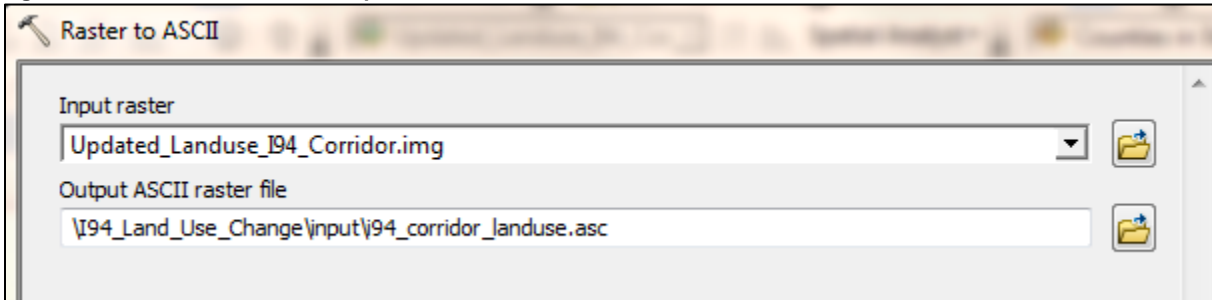 Raster to ASCII
Input raster
Updated_Landuse_I94_Corridor.img
Output ASCII raster file
\I94_Land_Use_Change\input\i94_corridor_landuse.asc